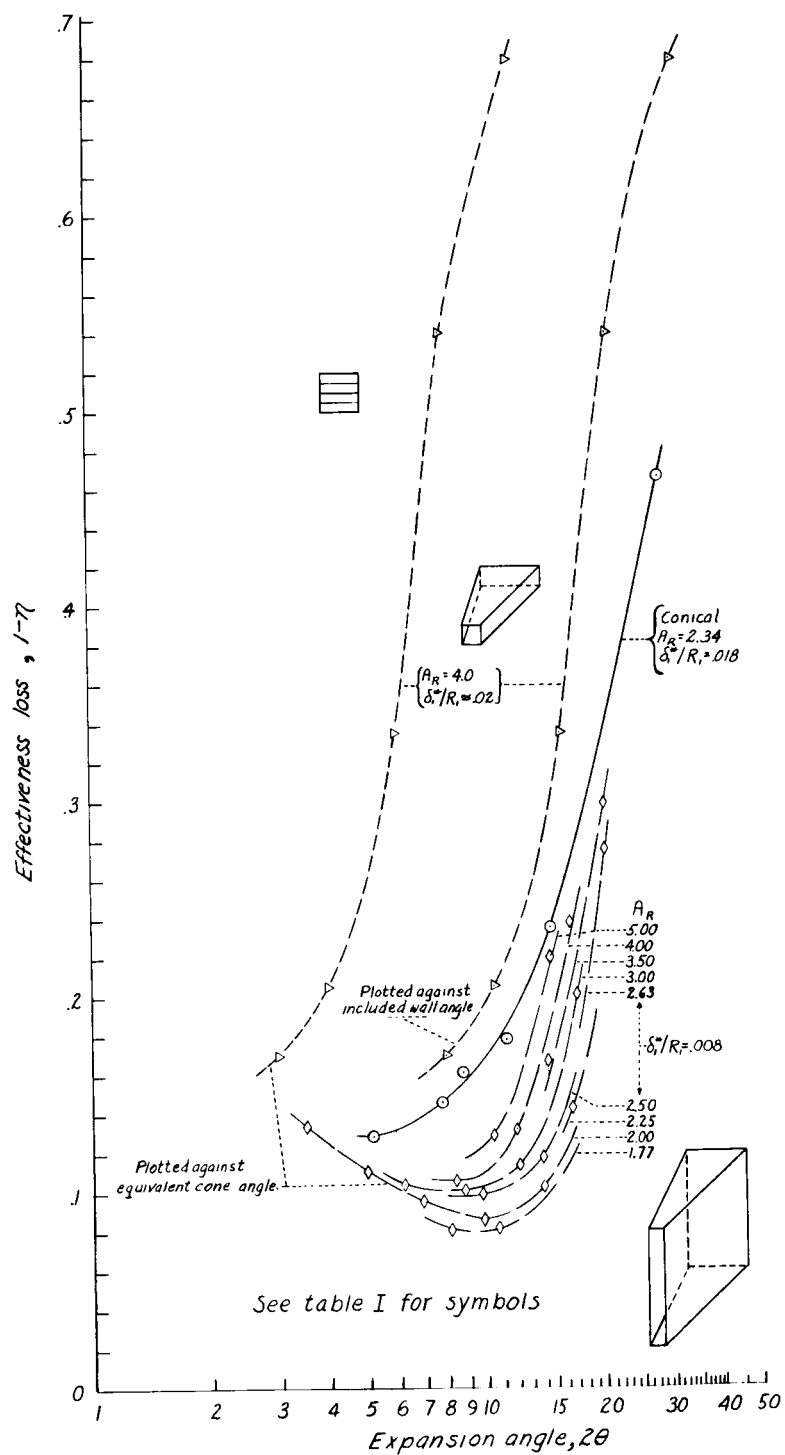 .7
.6
.5
.4
.3
.2
.1
0
Effectiveness loss, 1-η
Conical
A_R = 2.34
δ₁*/R₁ = .018
A_R = 4.0
δ₁*/R₁ ≈ .02
Plotted against
included wall angle
A_R
5.00
4.00
3.50
3.00
2.63
δ₁*/R₁ = .008
2.50
2.25
2.00
1.77
Plotted against
equivalent cone angle
See table I for symbols
1 2 3 4 5 6 7 8 9 10 15 20 30 40 50
Expansion angle, 2θ